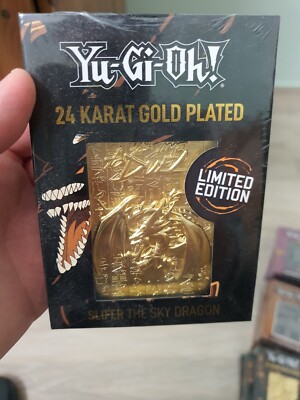 Yu-Gi-Oh!
24 KARAT GOLD PLATED
LIMITED
EDITION
SLIFER THE SKY DRAGON